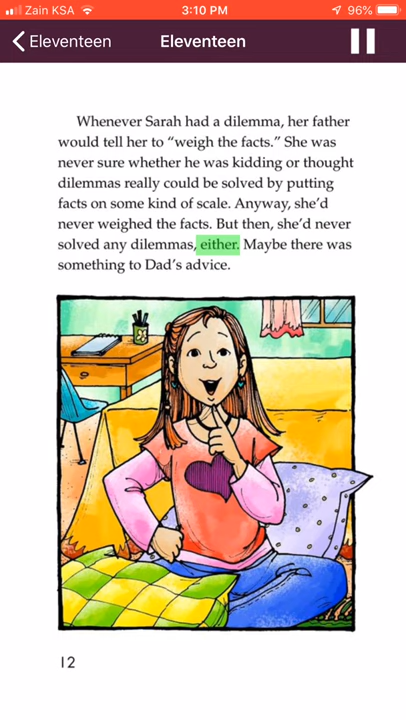 Zain KSA 3:10 PM 96%
Eleventeen Eleventeen
Whenever Sarah had a dilemma, her father
would tell her to “weigh the facts.” She was
never sure whether he was kidding or thought
dilemmas really could be solved by putting
facts on some kind of scale. Anyway, she’d
never weighed the facts. But then, she’d never
solved any dilemmas, either. Maybe there was
something to Dad’s advice.
12